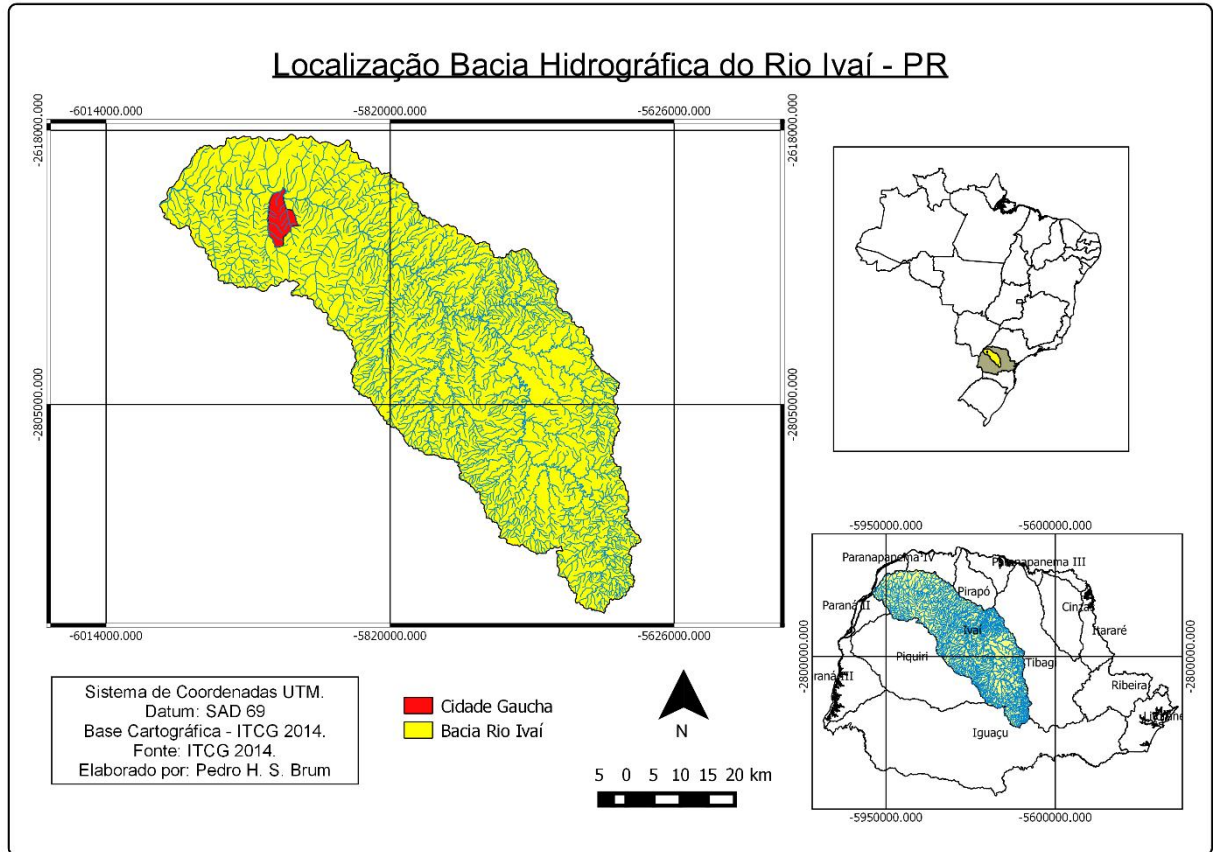 Localização Bacia Hidrográfica do Rio Ivaí - PR
-6014000.000
-5820000.000
-5626000.000
-2618000.000
-2618000.000
-2805000.000
-2805000.000
-6014000.000
-5820000.000
-5626000.000
-5950000.000
-5600000.000
Paranapanema IV
Paranapanema III
Pirapó
Cinzas
Paraná II
Itararé
Ivaí
Piquiri
Tibagi
-2800000.000
-2800000.000
raná III
Ribeira
Iguaçu
-5950000.000
-5600000.000
Sistema de Coordenadas UTM.
Datum: SAD 69
Base Cartográfica - ITCG 2014.
Fonte: ITCG 2014.
Elaborado por: Pedro H. S. Brum
Cidade Gaucha
Bacia Rio Ivaí
N
5 0 5 10 15 20 km